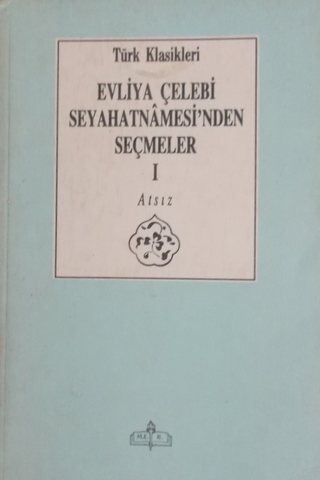 Türk Klasikleri
EVLİYA ÇELEBİ
SEYAHATNÂMESİ'NDEN
SEÇMELER
I
Atsız
M.E. B.